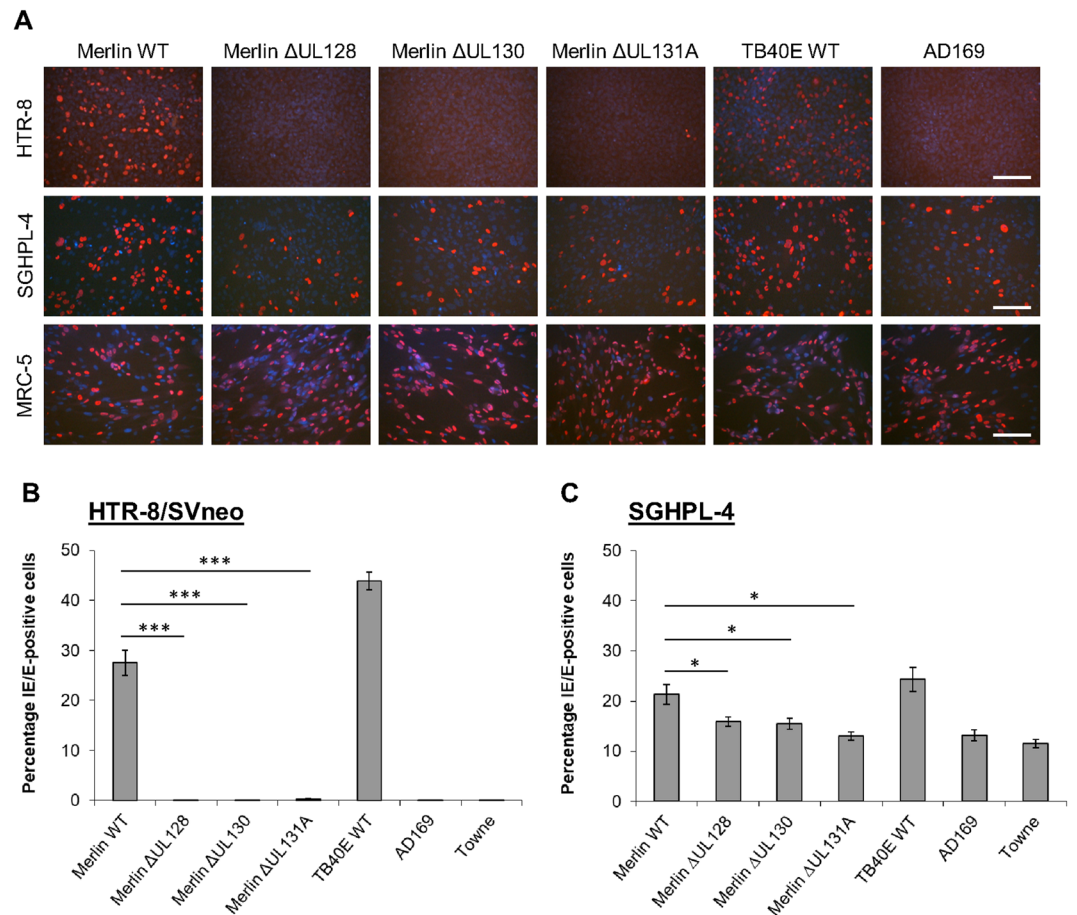 A
Merlin WT Merlin ΔUL128 Merlin ΔUL130 Merlin ΔUL131A TB40E WT AD169
HTR-8
SGHPL-4
MRC-5
B
HTR-8/SVneo
Percentage IE/E-positive cells
50
40
30
20
10
0
***
***
***
Merlin WT
Merlin ΔUL128
Merlin ΔUL130
Merlin ΔUL131A
TB40E WT
AD169
Towne
C
SGHPL-4
Percentage IE/E-positive cells
50
40
30
20
10
0
*
*
*
Merlin WT
Merlin ΔUL128
Merlin ΔUL130
Merlin ΔUL131A
TB40E WT
AD169
Towne